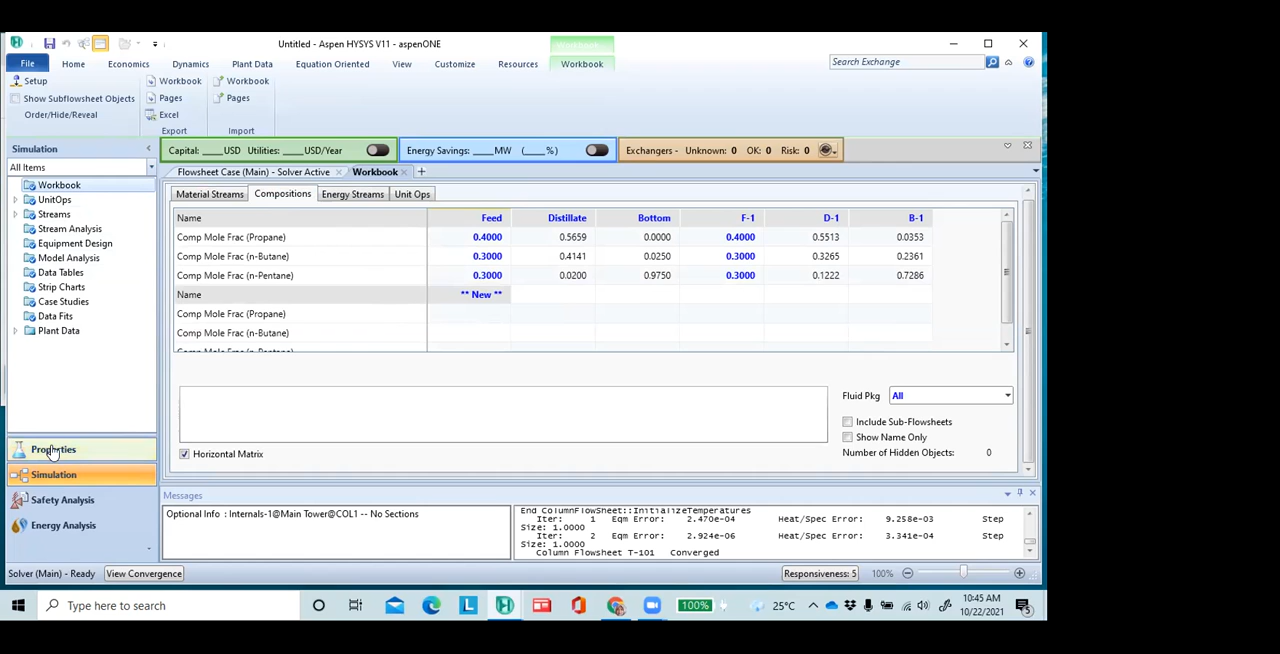 Untitled - Aspen HYSYS V11 - aspenONE
File Home Economics Dynamics Plant Data Equation Oriented View Customize Resources Workbook Search Exchange
Setup Workbook Workbook
Show Subflowsheet Objects Pages Pages
Order/Hide/Reveal Excel
Export Import
Simulation Capital: ____USD Utilities: ____USD/Year Energy Savings: ____MW (____%) Exchangers - Unknown: 0 OK: 0 Risk: 0
All Items Flowsheet Case (Main) - Solver Active Workbook
Workbook
UnitOps
Streams
Stream Analysis
Equipment Design
Model Analysis
Data Tables
Strip Charts
Case Studies
Data Fits
Plant Data
Material Streams Compositions Energy Streams Unit Ops
Name Feed Distillate Bottom F-1 D-1 B-1
Comp Mole Frac (Propane) 0.4000 0.5659 0.0000 0.4000 0.5513 0.0353
Comp Mole Frac (n-Butane) 0.3000 0.4141 0.0250 0.3000 0.3265 0.2361
Comp Mole Frac (n-Pentane) 0.3000 0.0200 0.9750 0.3000 0.1222 0.7286
Name ** New **
Comp Mole Frac (Propane)
Comp Mole Frac (n-Butane)
Comp Mole Frac (n-Pentane)
Fluid Pkg All
Include Sub-Flowsheets
Show Name Only
Horizontal Matrix Number of Hidden Objects: 0
Properties
Simulation
Safety Analysis
Energy Analysis
Messages
Optional Info : Internals-1@Main Tower@COL1 -- No Sections
End ColumnFlowSheet::InitializeTemperatures
Iter: 1 Eqm Error: 2.470e-04 Heat/Spec Error: 9.258e-03 Step
Size: 1.0000
Iter: 2 Eqm Error: 2.924e-06 Heat/Spec Error: 3.341e-04 Step
Size: 1.0000
Column Flowsheet T-101 Converged
Solver (Main) - Ready View Convergence Responsiveness: 5 100%
Type here to search 100% 25°C 10:45 AM
10/22/2021
5